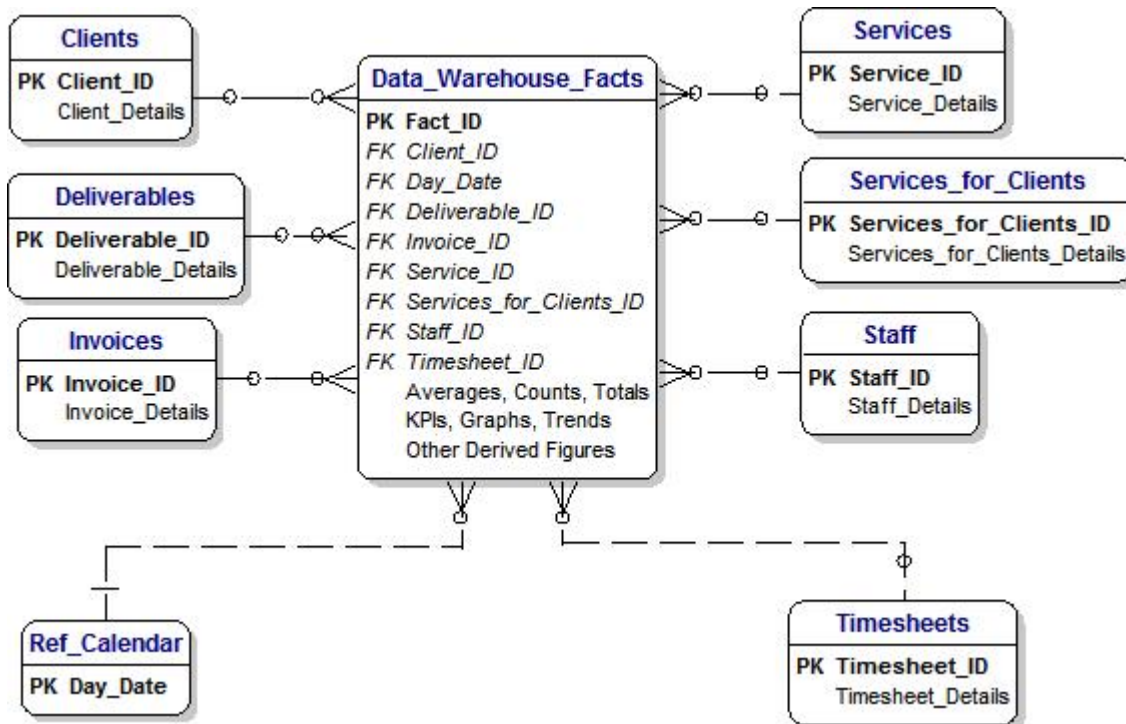 Clients
PK Client_ID
Client_Details
Deliverables
PK Deliverable_ID
Deliverable_Details
Invoices
PK Invoice_ID
Invoice_Details
Data_Warehouse_Facts
PK Fact_ID
FK Client_ID
FK Day_Date
FK Deliverable_ID
FK Invoice_ID
FK Service_ID
FK Services_for_Clients_ID
FK Staff_ID
FK Timesheet_ID
Averages, Counts, Totals
KPIs, Graphs, Trends
Other Derived Figures
Services
PK Service_ID
Service_Details
Services_for_Clients
PK Services_for_Clients_ID
Services_for_Clients_Details
Staff
PK Staff_ID
Staff_Details
Ref_Calendar
PK Day_Date
Timesheets
PK Timesheet_ID
Timesheet_Details